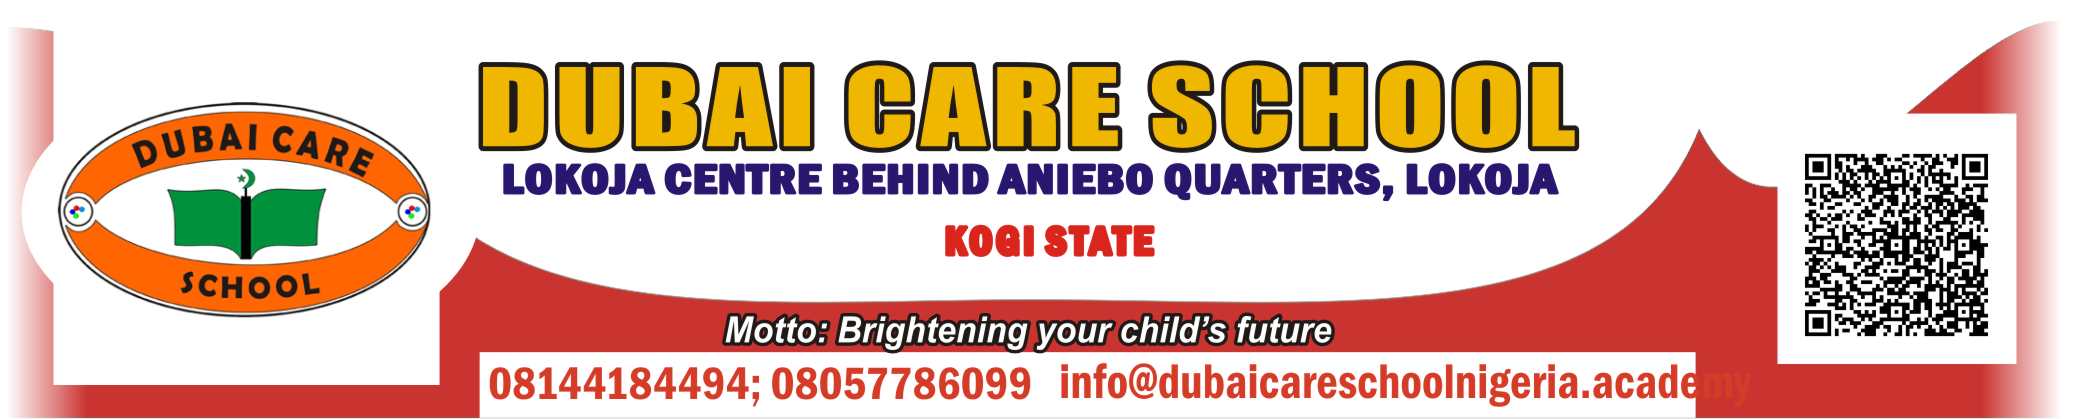 DUBAI CARE
SCHOOL
DUBAI CARE SCHOOL
LOKOJA CENTRE BEHIND ANIEBO QUARTERS, LOKOJA
KOGI STATE
Motto: Brightening your child's future
08144184494; 08057786099 info@dubaicareschoolnigeria.academy